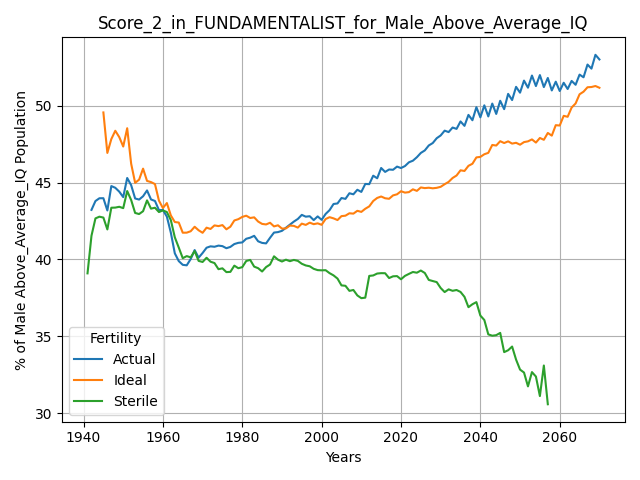 Score_2_in_FUNDAMENTALIST_for_Male_Above_Average_IQ
% of Male Above_Average_IQ Population
50
45
40
35
30
Fertility
Actual
Ideal
Sterile
1940
1960
1980
2000
2020
2040
2060
Years